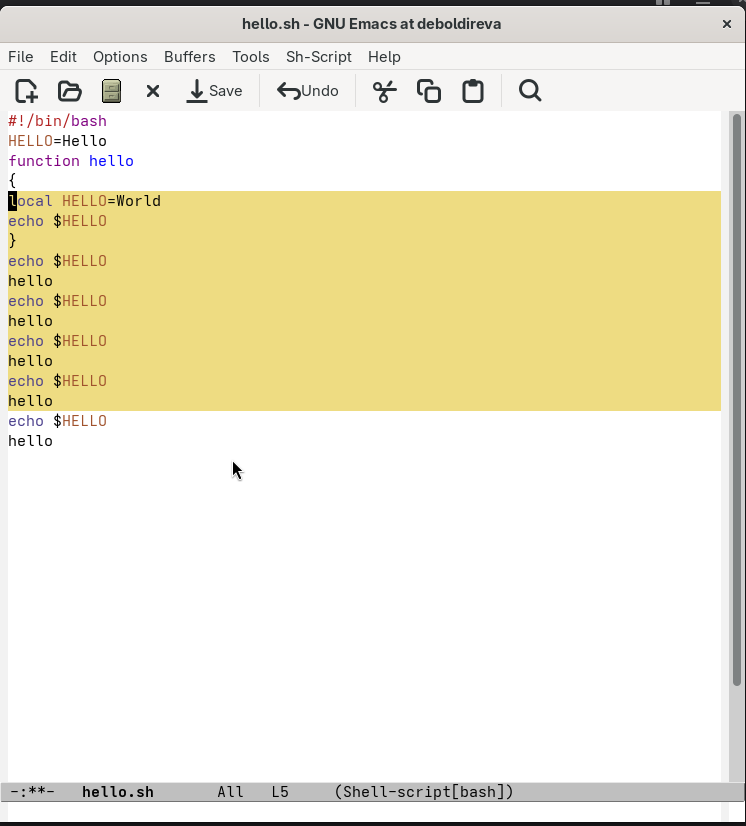 hello.sh - GNU Emacs at deboldireva
File Edit Options Buffers Tools Sh-Script Help
Save Undo
#!/bin/bash
HELLO=Hello
function hello
{
local HELLO=World
echo $HELLO
}
echo $HELLO
hello
echo $HELLO
hello
echo $HELLO
hello
echo $HELLO
hello
echo $HELLO
hello
-:**- hello.sh All L5 (Shell-script[bash])